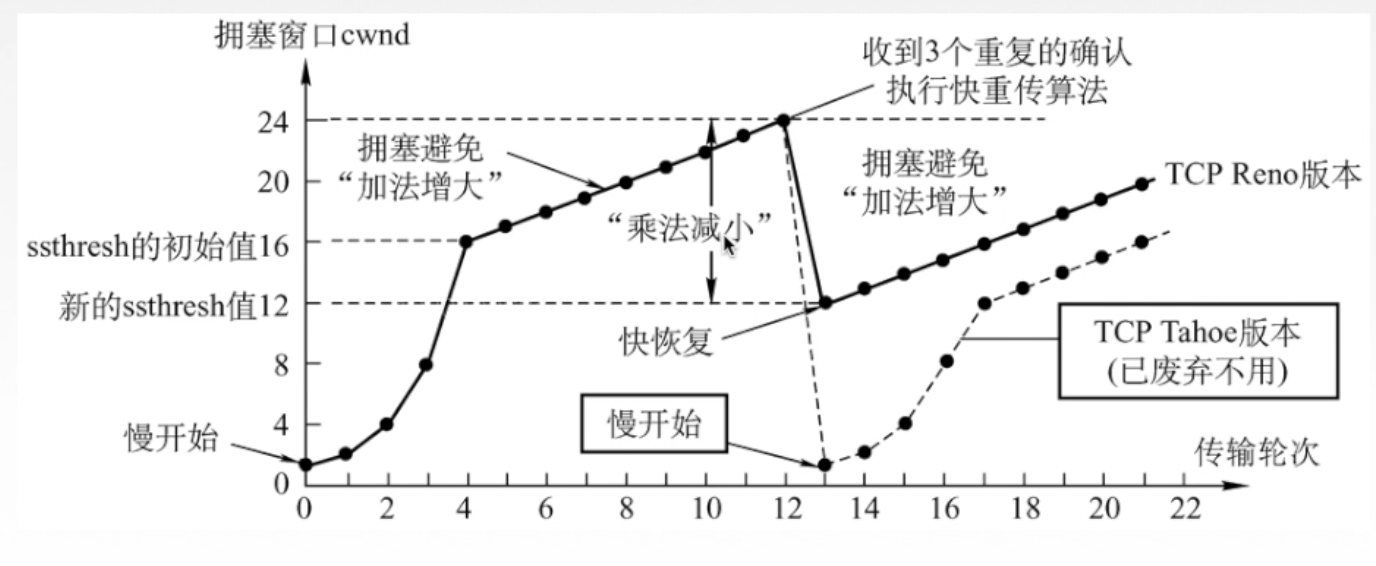 拥塞窗口cwnd
收到3个重复的确认
执行快重传算法
24
拥塞避免
“加法增大”
拥塞避免
“加法增大”
20
TCP Reno版本
“乘法减小”
ssthresh的初始值16
新的ssthresh值12
快恢复
TCP Tahoe版本
(已废弃不用)
8
慢开始
4
慢开始
传输轮次
0
0 2 4 6 8 10 12 14 16 18 20 22